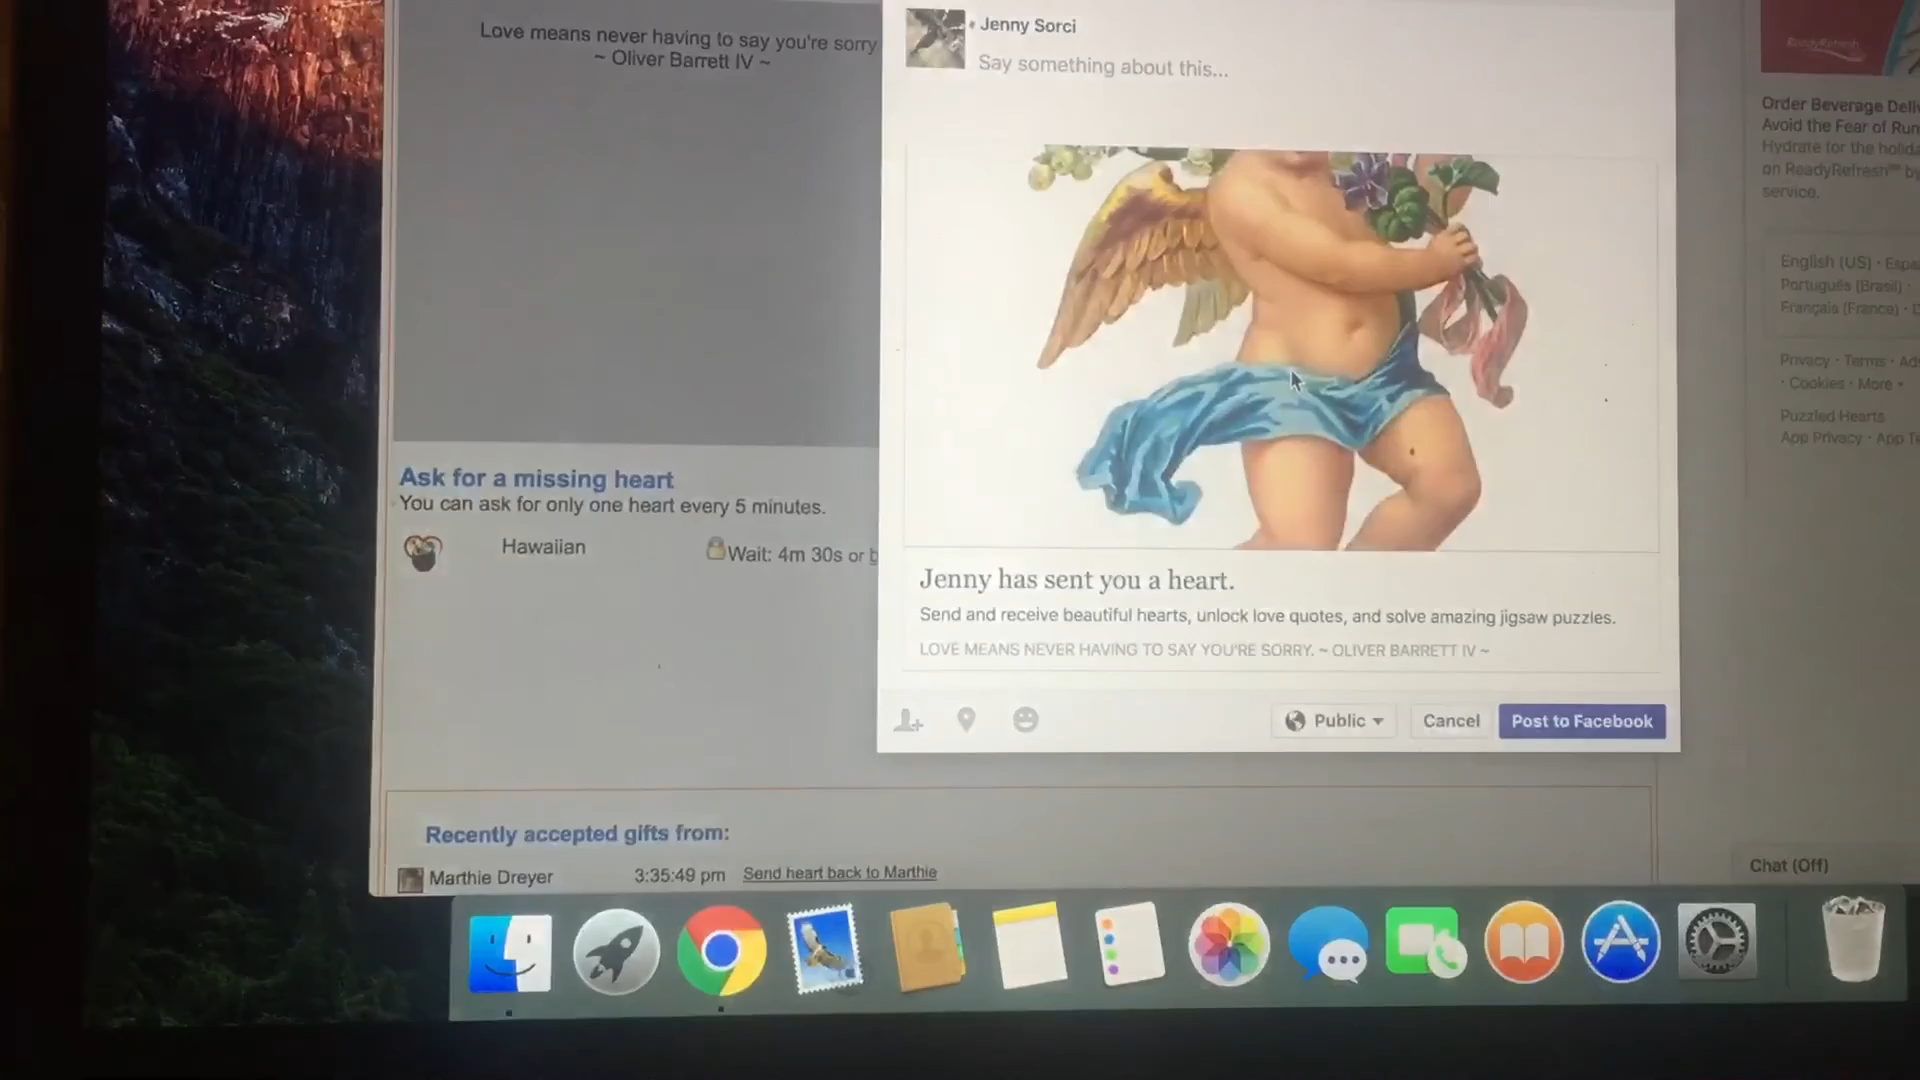 Love means never having to say you're sorry
~ Oliver Barrett IV ~
Jenny Sorci
Say something about this...
ReadyRefresh
Order Beverage
Avoid the Fear of
Hydrate for the
on ReadyRefresh℠
service.
English (US) ·
Português (Brasil) ·
Français (France) ·
Privacy · Terms ·
· Cookies · More
Puzzled Hearts
App Privacy · App
Ask for a missing heart
You can ask for only one heart every 5 minutes.
Hawaiian
Wait: 4m 30s or
Jenny has sent you a heart.
Send and receive beautiful hearts, unlock love quotes, and solve amazing jigsaw puzzles.
LOVE MEANS NEVER HAVING TO SAY YOU'RE SORRY. ~ OLIVER BARRETT IV ~
Public
Cancel
Post to Facebook
Recently accepted gifts from:
Marthie Dreyer 3:35:49 pm Send heart back to Marthie
Chat (Off)